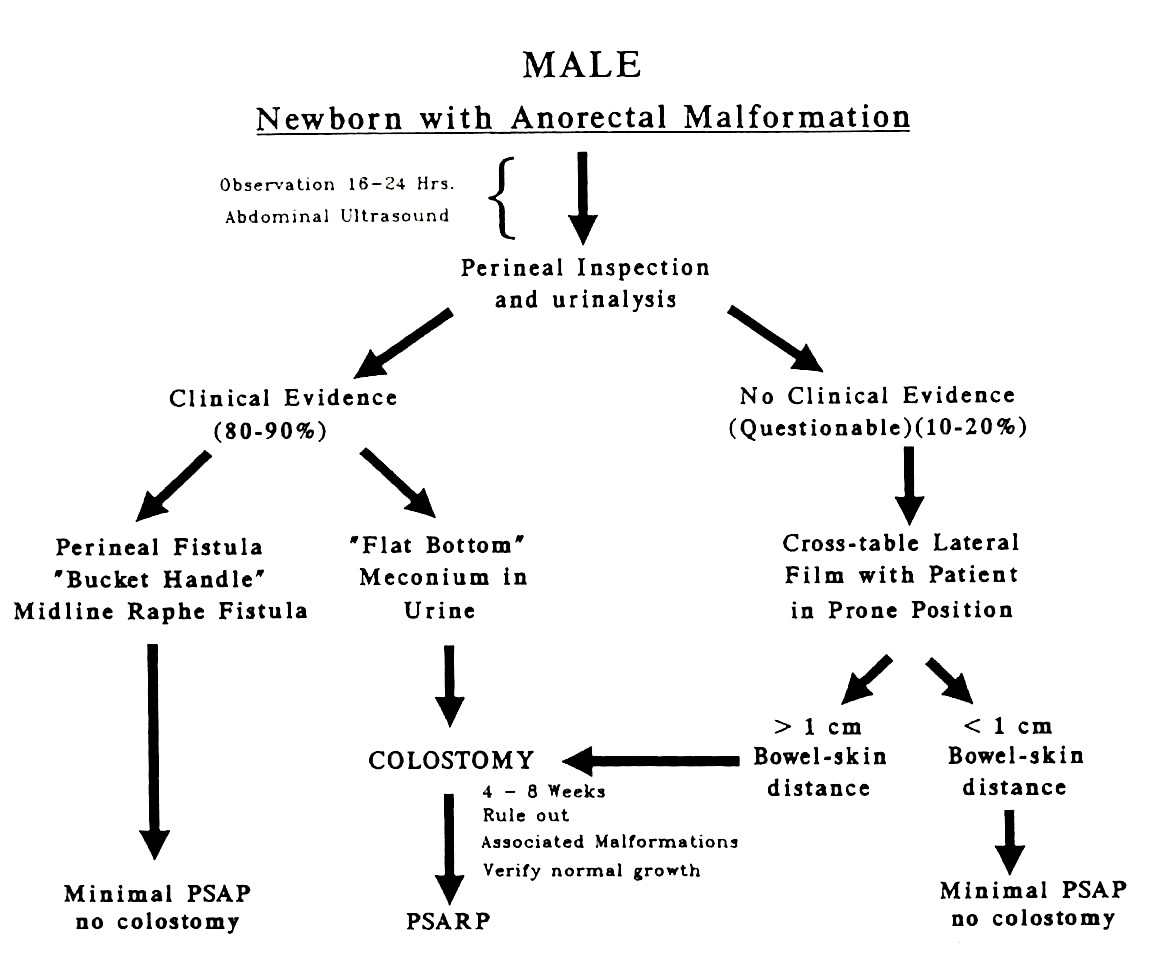 MALE
Newborn with Anorectal Malformation
Observation 16-24 Hrs.
Abdominal Ultrasound
Perineal Inspection
and urinalysis
Clinical Evidence
(80-90%)
No Clinical Evidence
(Questionable)(10-20%)
Perineal Fistula
"Bucket Handle"
Midline Raphe Fistula
"Flat Bottom"
Meconium in
Urine
Cross-table Lateral
Film with Patient
in Prone Position
> 1 cm
Bowel-skin
distance
< 1 cm
Bowel-skin
distance
COLOSTOMY
4 - 8 Weeks
Rule out
Associated Malformations
Verify normal growth
Minimal PSAP
no colostomy
PSARP
Minimal PSAP
no colostomy